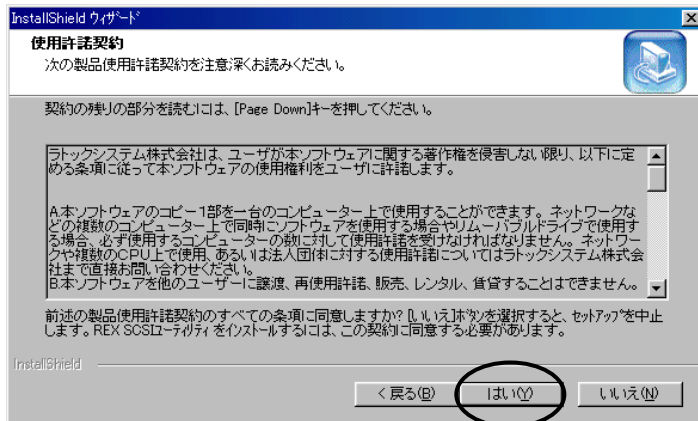 InstallShield ウィザード
使用許諾契約
次の製品使用許諾契約を注意深くお読みください。
契約の残りの部分を読むには、[Page Down]キーを押してください。
ラトックシステム株式会社は、ユーザが本ソフトウェアに関する著作権を侵害しない限り、以下に定
める条項に従って本ソフトウェアの使用権利をユーザに許諾します。
A.本ソフトウェアのコピー1部を一台のコンピューター上で使用することができます。ネットワークな
どの複数のコンピューター上で同時にソフトウェアを使用する場合やリムーバブルドライブで使用す
る場合、必ず使用するコンピューターの数に対して使用許諾を受けなければなりません。ネットワー
クや複数のCPU上で使用、あるいは法人団体に対する使用許諾についてはラトックシステム株式会
社まで直接お問い合わせください。
B.本ソフトウェアを他のユーザーに譲渡、再使用許諾、販売、レンタル、賃貸することはできません。
前述の製品使用許諾契約のすべての条項に同意しますか? [いいえ]ボタンを選択すると、セットアップを中止
します。REX SCSIユーティリティ をインストールするには、この契約に同意する必要があります。
InstallShield
< 戻る(B)
はい(Y)
いいえ(N)